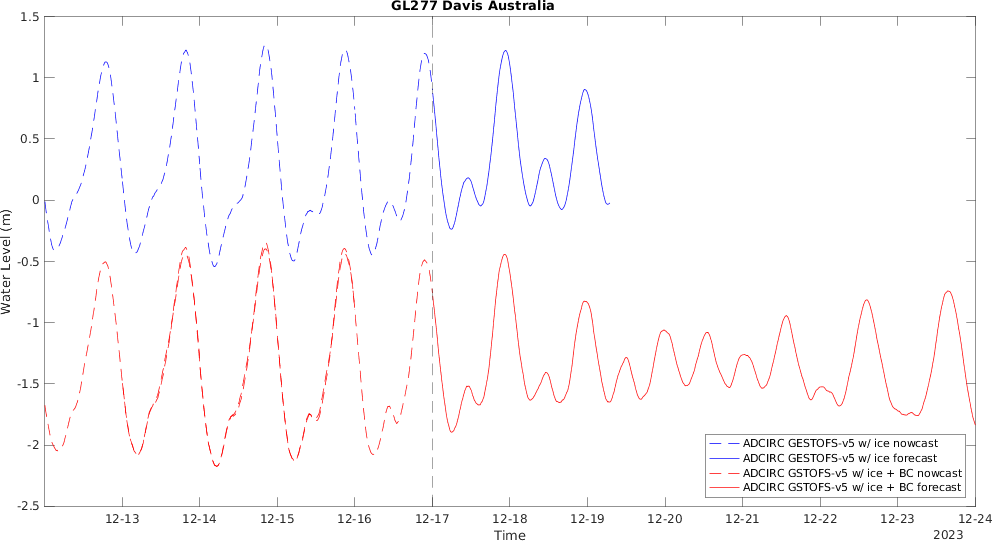 GL277 Davis Australia
1.5
1
0.5
0
-0.5
-1
-1.5
-2
-2.5
Water Level (m)
12-13 12-14 12-15 12-16 12-17 12-18 12-19 12-20 12-21 12-22 12-23 12-24
Time
2023
ADCIRC GESTOFS-v5 w/ ice nowcast
ADCIRC GESTOFS-v5 w/ ice forecast
ADCIRC GSTOFS-v5 w/ ice + BC nowcast
ADCIRC GSTOFS-v5 w/ ice + BC forecast